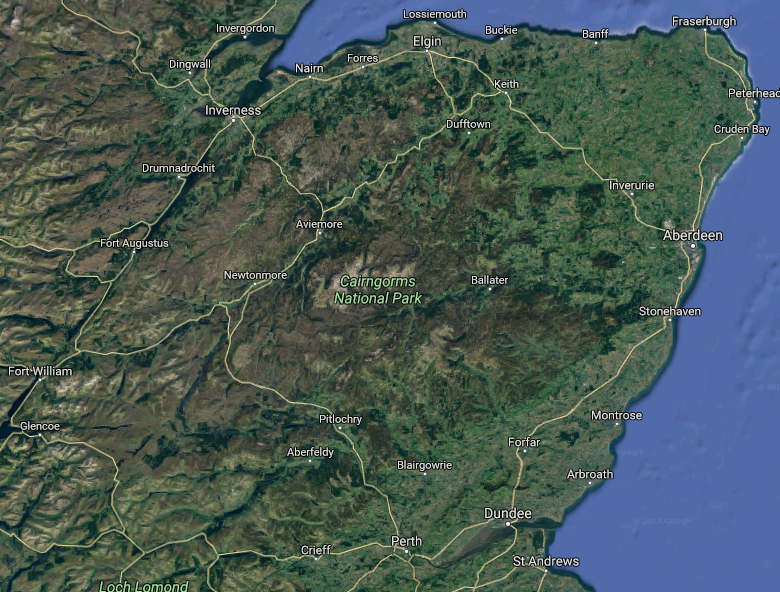 Lossiemouth
Fraserburgh
Invergordon
Buckie
Banff
Elgin
Forres
Dingwall
Nairn
Keith
Peterhead
Inverness
Dufftown
Cruden Bay
Drumnadrochit
Inverurie
Aviemore
Aberdeen
Fort Augustus
Newtonmore
Cairngorms
National Park
Ballater
Stonehaven
Fort William
Montrose
Glencoe
Pitlochry
Forfar
Aberfeldy
Blairgowrie
Arbroath
Dundee
Perth
Crieff
St Andrews
Loch Lomond